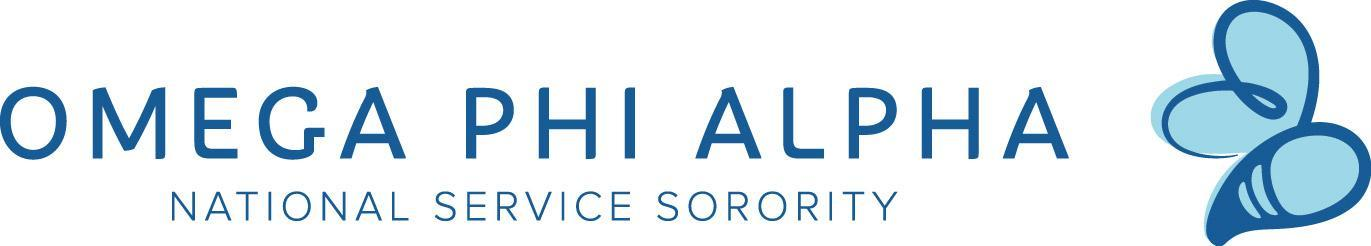 OMEGA PHI ALPHA
NATIONAL SERVICE SORORITY